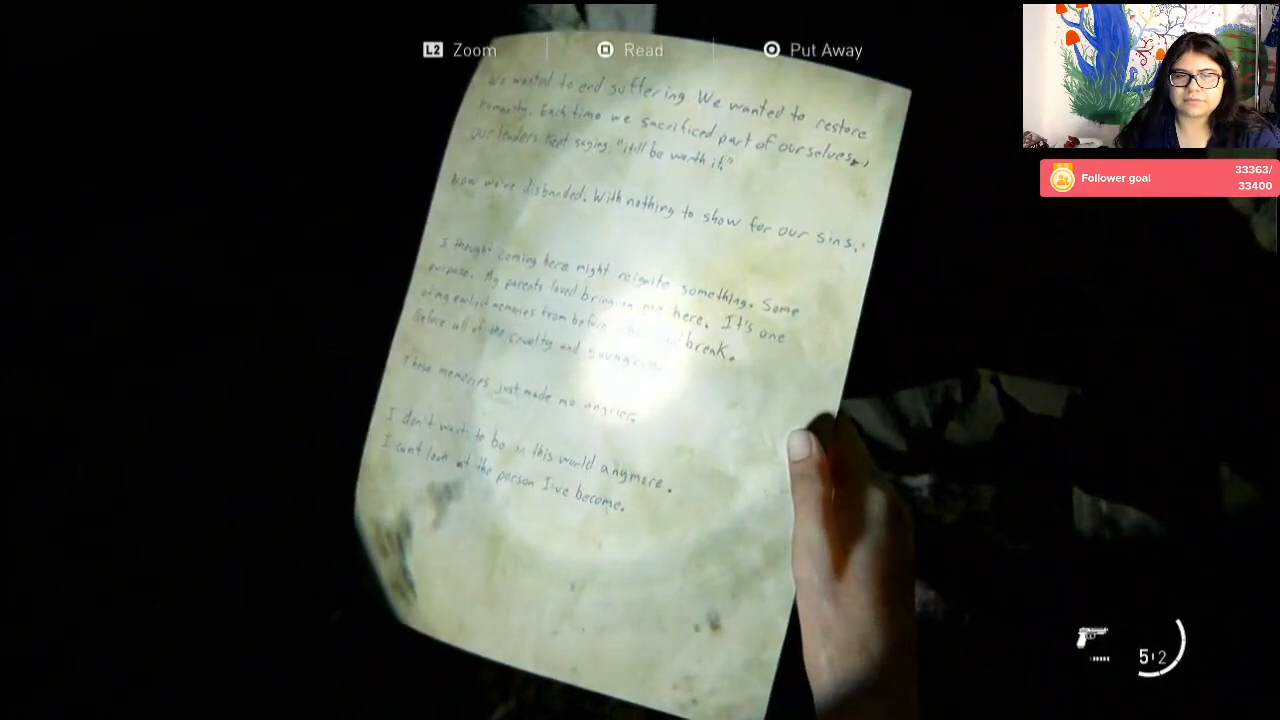 L2 Zoom
Read
Put Away
We wanted to end suffering We wanted to restore
humanity. Each time we sacrificed part of ourselves,
our leaders kept saying, "it'll be worth it."
Now we've disbanded. With nothing to show for our sins.
I thought coming here might reignite something. Some
purpose. My parents loved bringing me here. It's one
of my earliest memories from before break.
Before all of the cruelty and
These memories just made me angrier.
I don't want to be in this world anymore.
I can't look at the person I've become.
Follower goal
33363/
33400
5 2